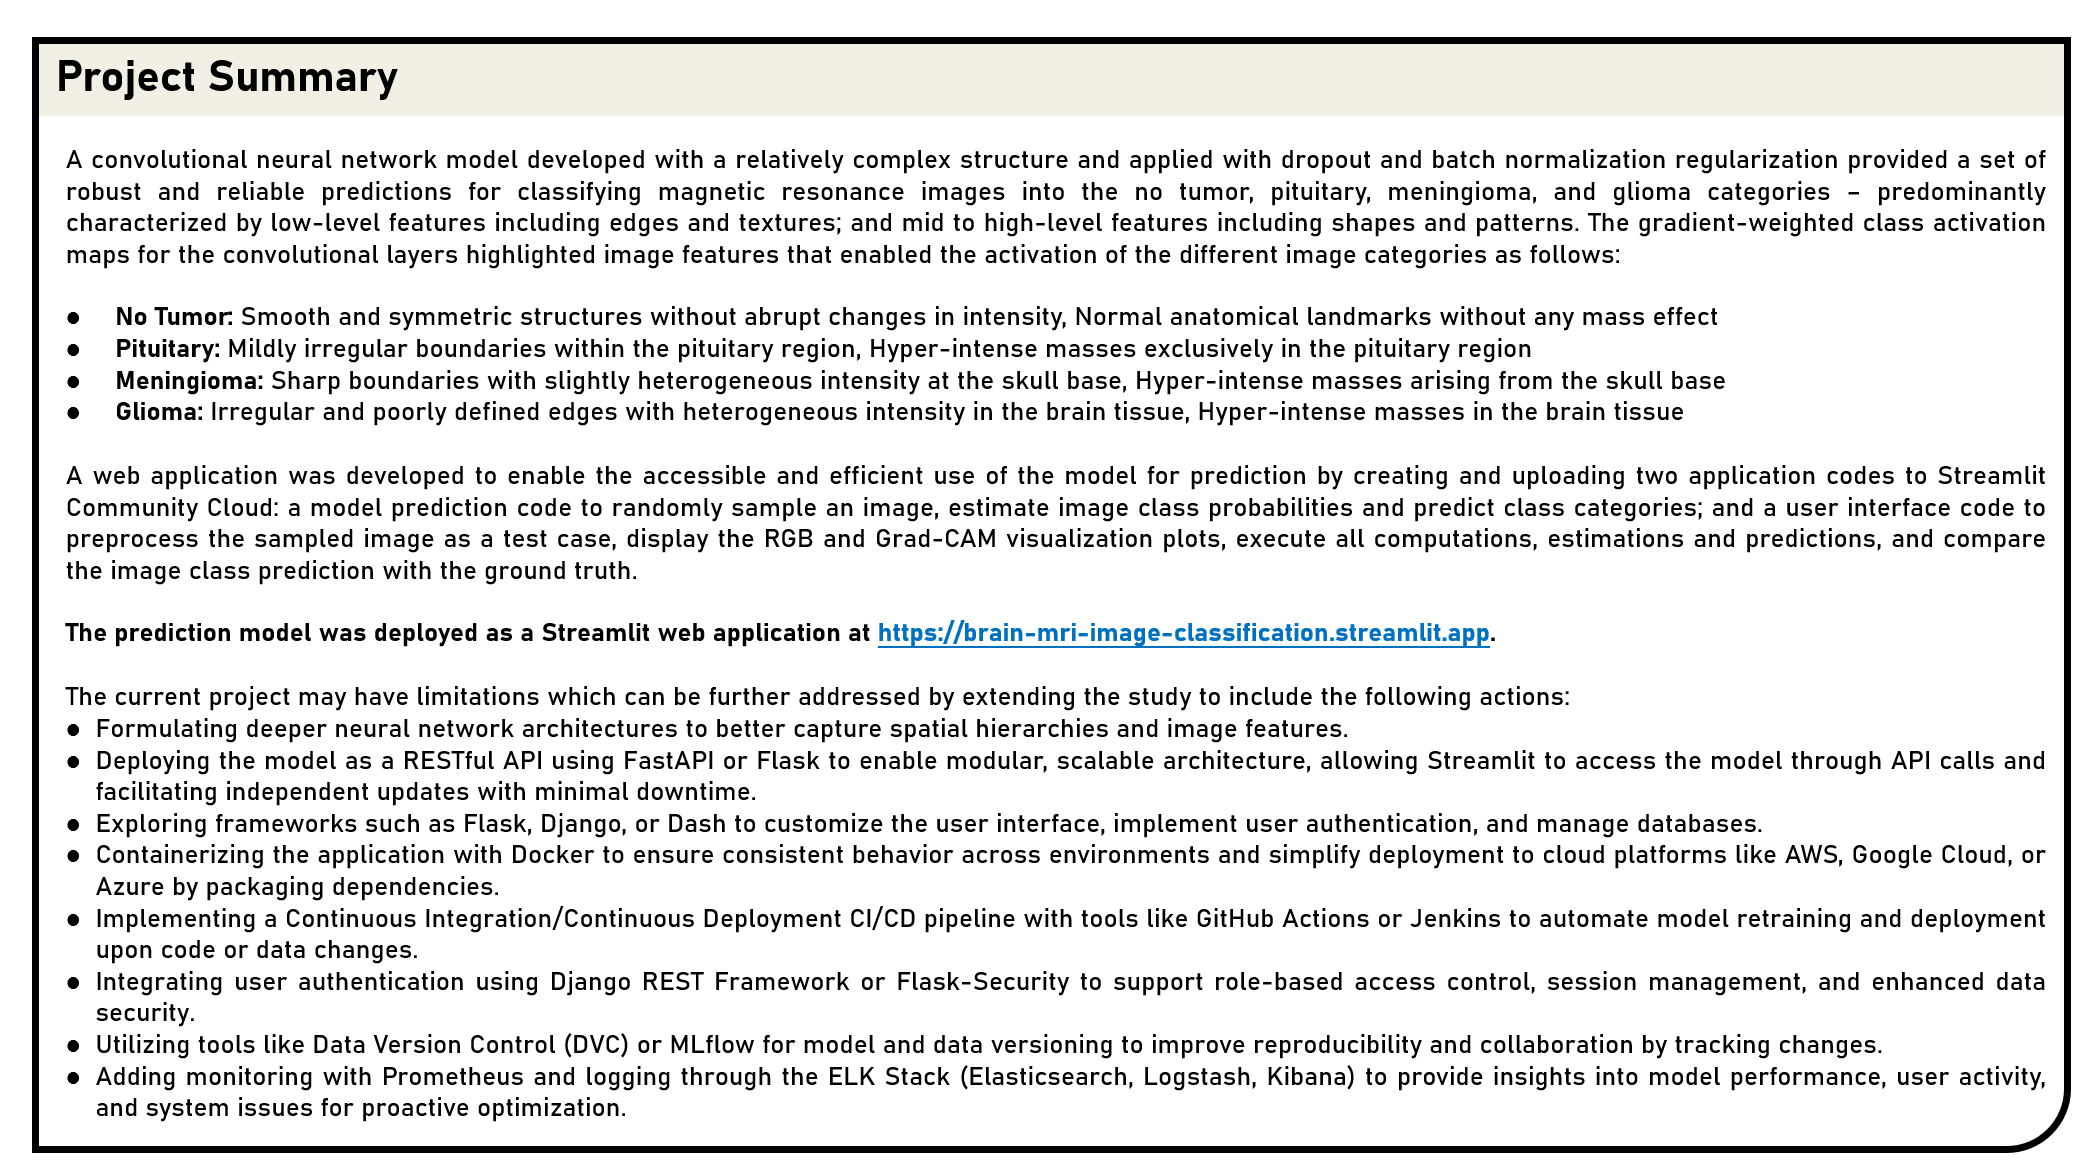 Project Summary
A convolutional neural network model developed with a relatively complex structure and applied with dropout and batch normalization regularization provided a set of
robust and reliable predictions for classifying magnetic resonance images into the no tumor, pituitary, meningioma, and glioma categories – predominantly
characterized by low-level features including edges and textures; and mid to high-level features including shapes and patterns. The gradient-weighted class activation
maps for the convolutional layers highlighted image features that enabled the activation of the different image categories as follows:
● No Tumor: Smooth and symmetric structures without abrupt changes in intensity, Normal anatomical landmarks without any mass effect
● Pituitary: Mildly irregular boundaries within the pituitary region, Hyper-intense masses exclusively in the pituitary region
● Meningioma: Sharp boundaries with slightly heterogeneous intensity at the skull base, Hyper-intense masses arising from the skull base
● Glioma: Irregular and poorly defined edges with heterogeneous intensity in the brain tissue, Hyper-intense masses in the brain tissue
A web application was developed to enable the accessible and efficient use of the model for prediction by creating and uploading two application codes to Streamlit
Community Cloud: a model prediction code to randomly sample an image, estimate image class probabilities and predict class categories; and a user interface code to
preprocess the sampled image as a test case, display the RGB and Grad-CAM visualization plots, execute all computations, estimations and predictions, and compare
the image class prediction with the ground truth.
The prediction model was deployed as a Streamlit web application at https://brain-mri-image-classification.streamlit.app.
The current project may have limitations which can be further addressed by extending the study to include the following actions:
● Formulating deeper neural network architectures to better capture spatial hierarchies and image features.
● Deploying the model as a RESTful API using FastAPI or Flask to enable modular, scalable architecture, allowing Streamlit to access the model through API calls and
facilitating independent updates with minimal downtime.
● Exploring frameworks such as Flask, Django, or Dash to customize the user interface, implement user authentication, and manage databases.
● Containerizing the application with Docker to ensure consistent behavior across environments and simplify deployment to cloud platforms like AWS, Google Cloud, or
Azure by packaging dependencies.
● Implementing a Continuous Integration/Continuous Deployment CI/CD pipeline with tools like GitHub Actions or Jenkins to automate model retraining and deployment
upon code or data changes.
● Integrating user authentication using Django REST Framework or Flask-Security to support role-based access control, session management, and enhanced data
security.
● Utilizing tools like Data Version Control (DVC) or MLflow for model and data versioning to improve reproducibility and collaboration by tracking changes.
● Adding monitoring with Prometheus and logging through the ELK Stack (Elasticsearch, Logstash, Kibana) to provide insights into model performance, user activity,
and system issues for proactive optimization.